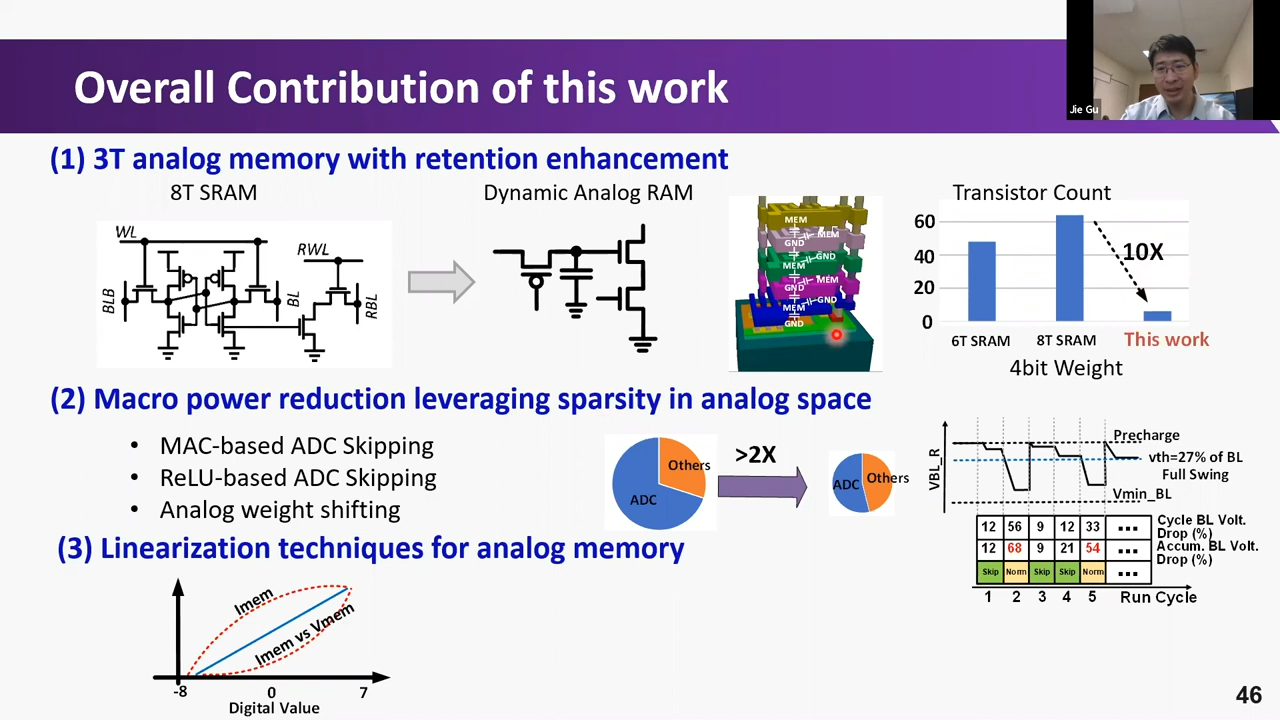 Overall Contribution of this work
Jie Gu
(1) 3T analog memory with retention enhancement
8T SRAM
WL
RWL
BLB
BL
RBL
Dynamic Analog RAM
MEM
MEM
GND
GND
MEM
MEM
GND
GND
MEM
GND
Transistor Count
60
40
20
0
10X
6T SRAM
8T SRAM
This work
4bit Weight
(2) Macro power reduction leveraging sparsity in analog space
• MAC-based ADC Skipping
• ReLU-based ADC Skipping
• Analog weight shifting
Others
ADC
>2X
ADC
Others
VBL_R
Precharge
vth=27% of BL
Full Swing
Vmin_BL
12 56 9 12 33 ...
Cycle BL Volt.
Drop (%)
12 68 9 21 54 ...
Accum. BL Volt.
Drop (%)
Skip Norm Skip Skip Norm ...
1 2 3 4 5 Run Cycle
(3) Linearization techniques for analog memory
Imem
Imem vs Vmem
-8 0 7
Digital Value
46